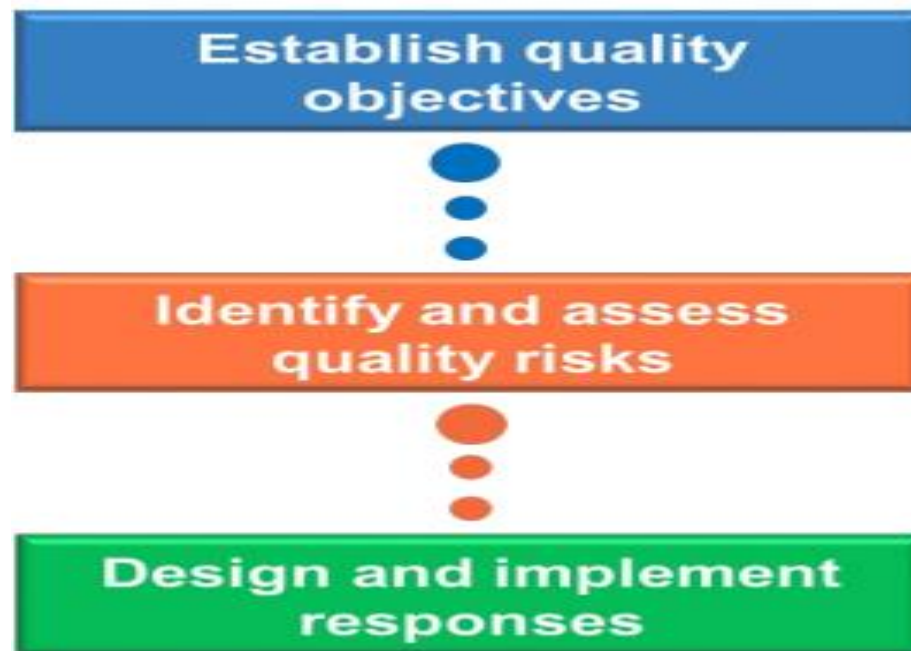 Establish quality
objectives
Identify and assess
quality risks
Design and implement
responses